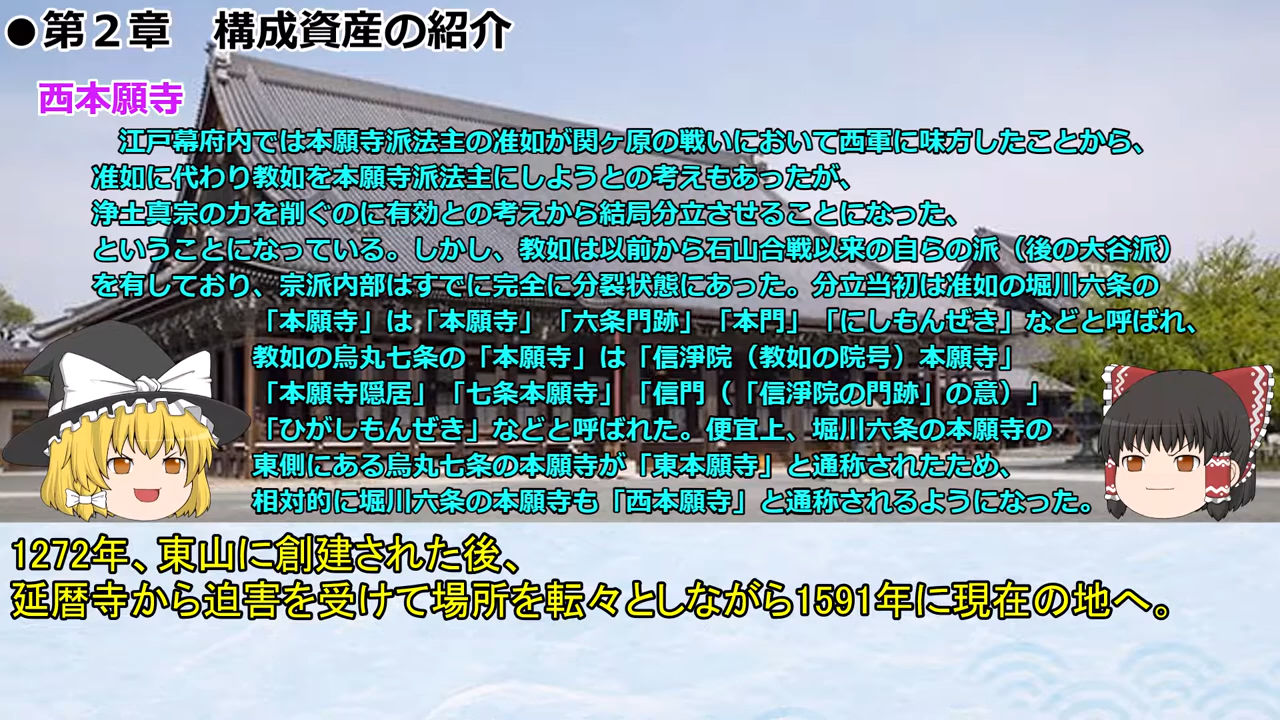 ●第２章　構成資産の紹介
西本願寺
江戸幕府内では本願寺派法主の准如が関ヶ原の戦いにおいて西軍に味方したことから、
准如に代わり教如を本願寺派法主にしようとの考えもあったが、
浄土真宗の力を削ぐのに有効との考えから結局分立させることになった、
ということになっている。しかし、教如は以前から石山合戦以来の自らの派（後の大谷派）
を有しており、宗派内部はすでに完全に分裂状態にあった。分立当初は准如の堀川六条の
「本願寺」は「本願寺」「六条門跡」「本門」「にしもんぜき」などと呼ばれ、
教如の烏丸七条の「本願寺」は「信淨院（教如の院号）本願寺」
「本願寺隠居」「七条本願寺」「信門（「信淨院の門跡」の意）」
「ひがしもんぜき」などと呼ばれた。便宜上、堀川六条の本願寺の
東側にある烏丸七条の本願寺が「東本願寺」と通称されたため、
相対的に堀川六条の本願寺も「西本願寺」と通称されるようになった。
1272年、東山に創建された後、
延暦寺から迫害を受けて場所を転々としながら1591年に現在の地へ。